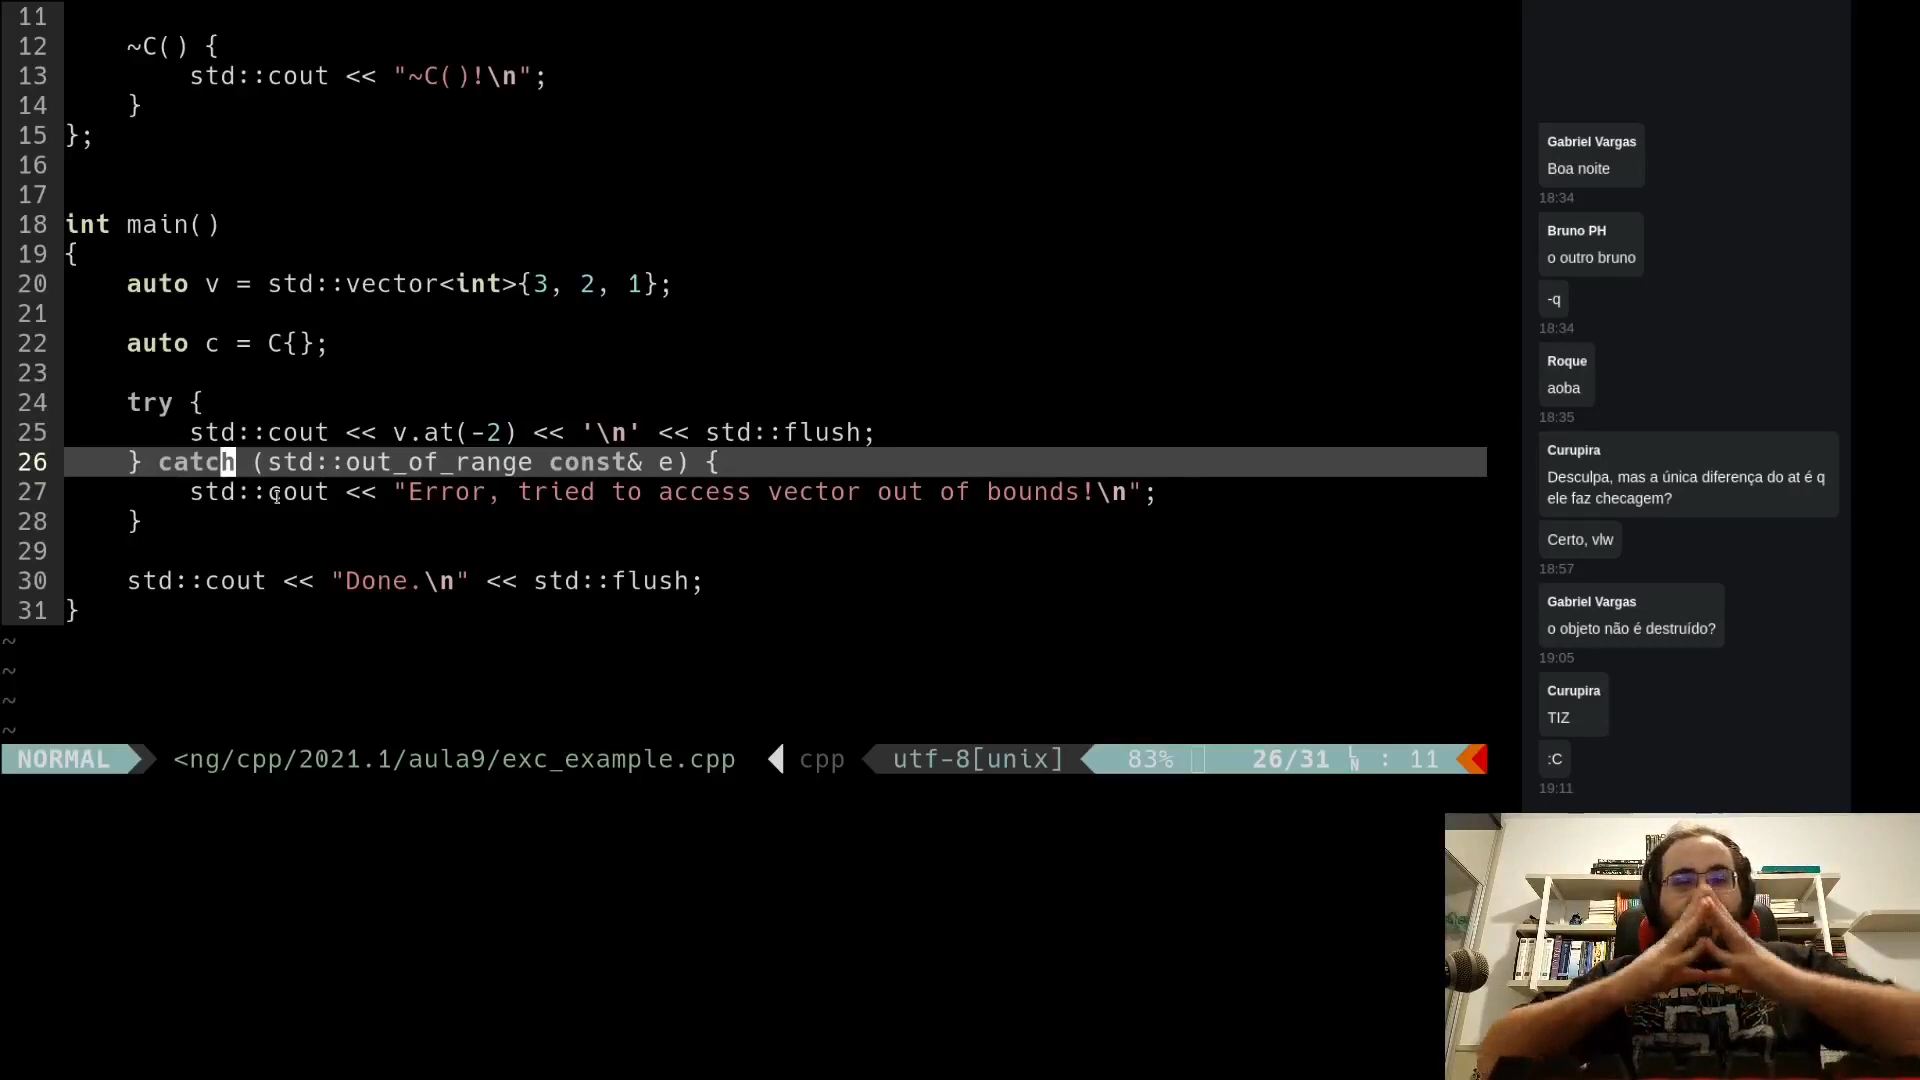 11
12     ~C() {
13         std::cout << "~C()!\n";
14     }
15 };
16
17
18 int main()
19 {
20     auto v = std::vector<int>{3, 2, 1};
21
22     auto c = C{};
23
24     try {
25         std::cout << v.at(-2) << '\n' << std::flush;
26     } catch (std::out_of_range const& e) {
27         std::cout << "Error, tried to access vector out of bounds!\n";
28     }
29
30     std::cout << "Done.\n" << std::flush;
31 }
~
~
~
~
NORMAL <ng/cpp/2021.1/aula9/exc_example.cpp cpp utf-8[unix] 83% 26/31 LN : 11
Gabriel Vargas
Boa noite
18:34
Bruno PH
o outro bruno
-q
18:34
Roque
aoba
18:35
Curupira
Desculpa, mas a única diferença do at é q
ele faz checagem?
Certo, vlw
18:57
Gabriel Vargas
o objeto não é destruído?
19:05
Curupira
TIZ
:C
19:11